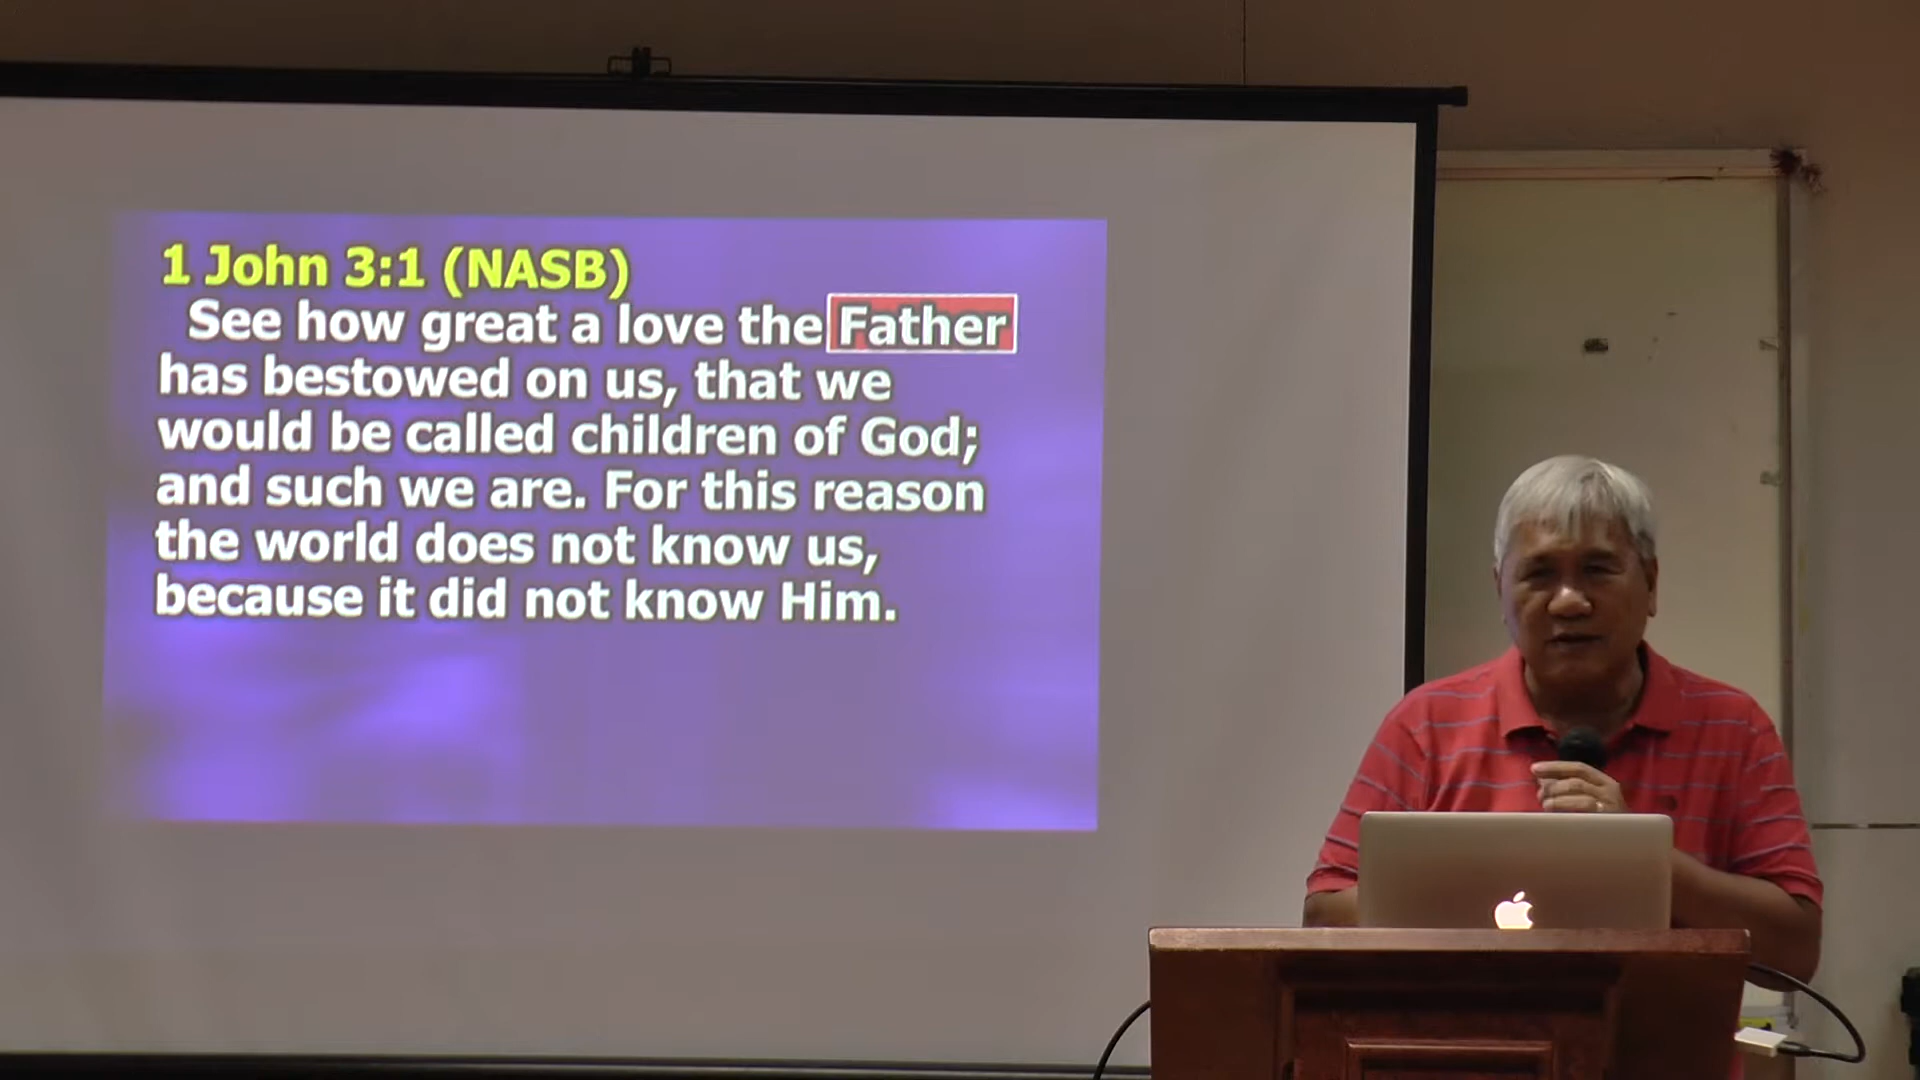 1 John 3:1 (NASB)
See how great a love the Father
has bestowed on us, that we
would be called children of God;
and such we are. For this reason
the world does not know us,
because it did not know Him.